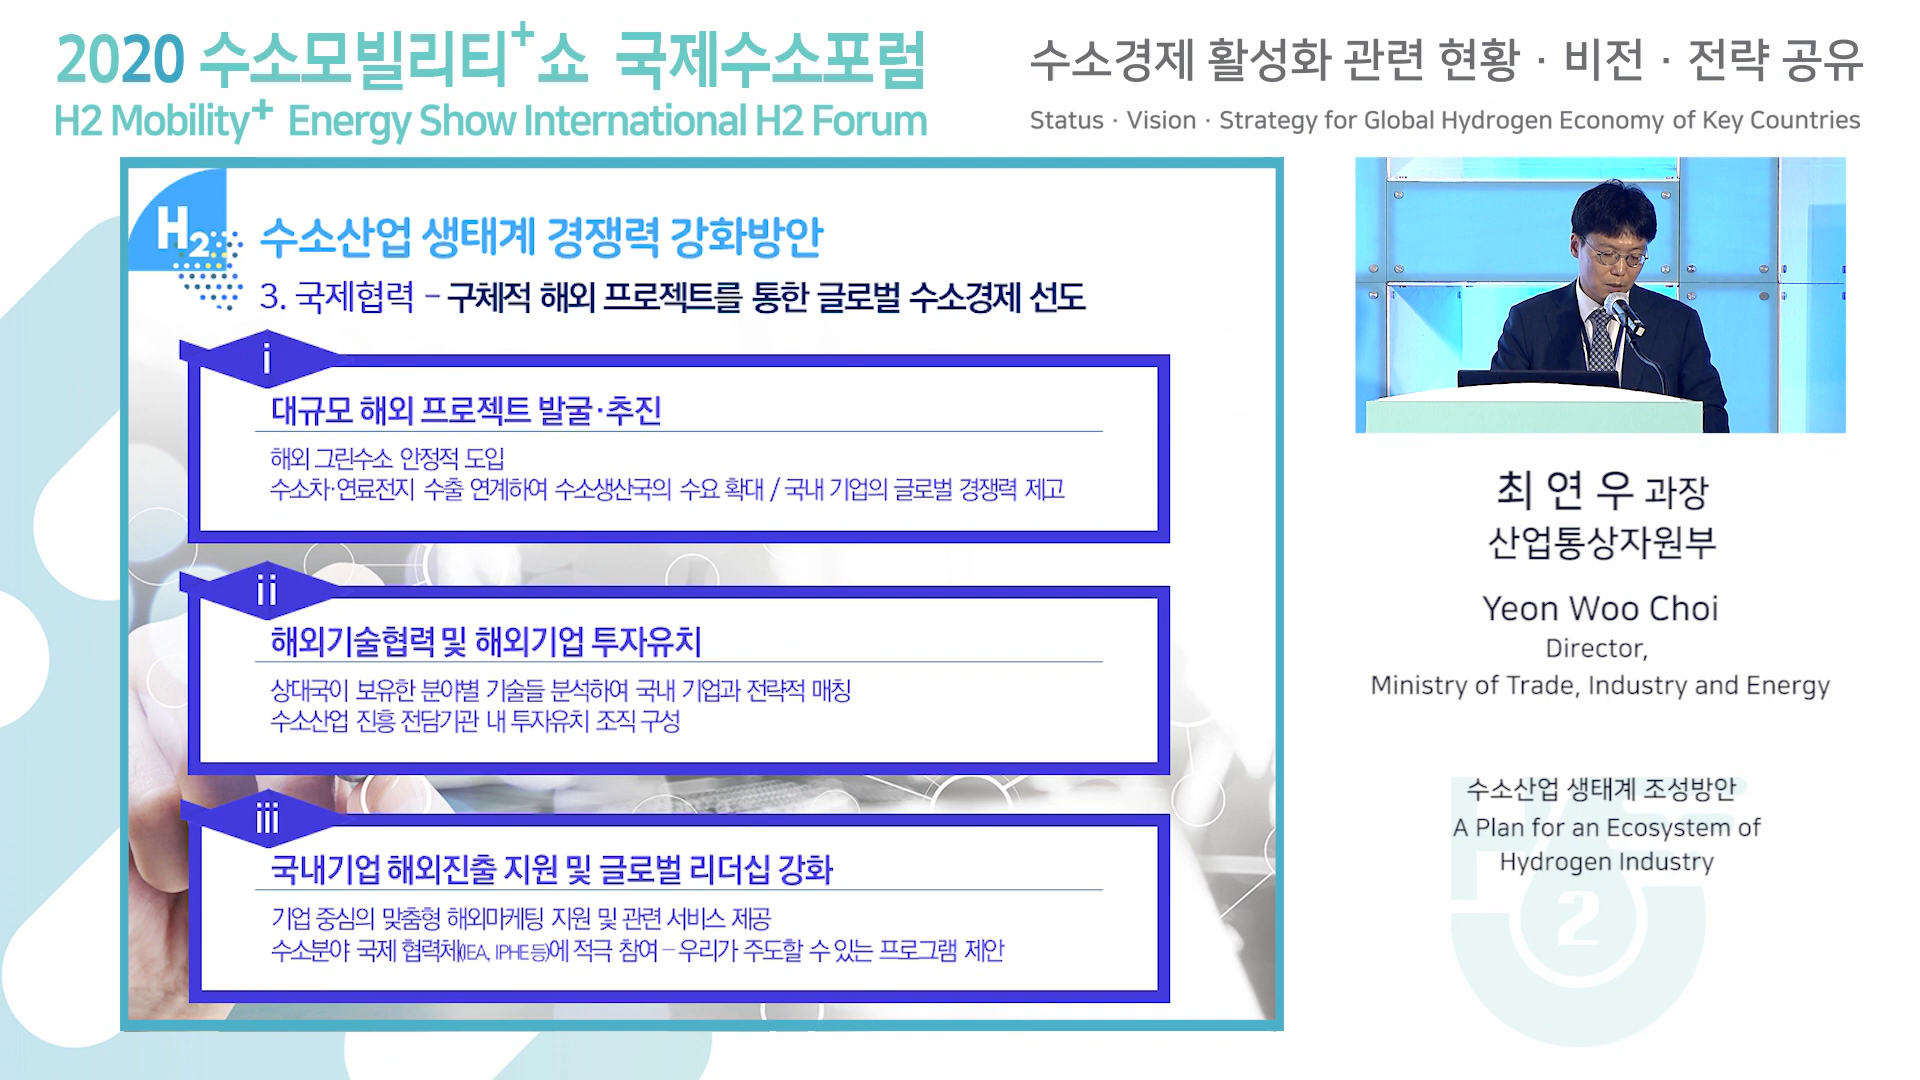 2020 수소모빌리티+쇼 국제수소포럼
H2 Mobility+ Energy Show International H2 Forum
수소경제 활성화 관련 현황 · 비전 · 전략 공유
Status · Vision · Strategy for Global Hydrogen Economy of Key Countries
H2
수소산업 생태계 경쟁력 강화방안
3. 국제협력 – 구체적 해외 프로젝트를 통한 글로벌 수소경제 선도
i
대규모 해외 프로젝트 발굴·추진
해외 그린수소 안정적 도입
수소차·연료전지 수출 연계하여 수소생산국의 수요 확대 / 국내 기업의 글로벌 경쟁력 제고
ii
해외기술협력 및 해외기업 투자유치
상대국이 보유한 분야별 기술들 분석하여 국내 기업과 전략적 매칭
수소산업 진흥 전담기관 내 투자유치 조직 구성
iii
국내기업 해외진출 지원 및 글로벌 리더십 강화
기업 중심의 맞춤형 해외마케팅 지원 및 관련 서비스 제공
수소분야 국제 협력체(IEA, IPHE 등)에 적극 참여 – 우리가 주도할 수 있는 프로그램 제안
최 연 우 과장
산업통상자원부
Yeon Woo Choi
Director,
Ministry of Trade, Industry and Energy
수소산업 생태계 조성방안
A Plan for an Ecosystem of
Hydrogen Industry
2